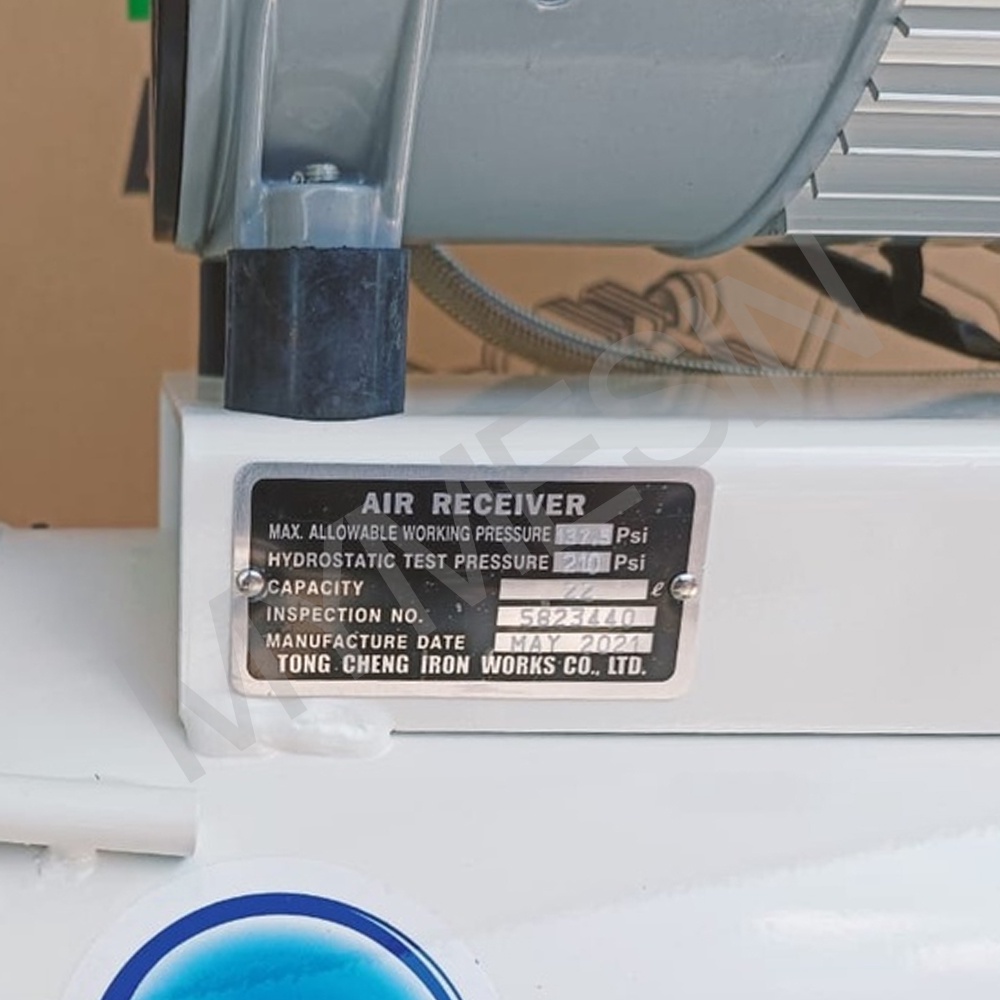 AIR RECEIVER
MAX. ALLOWABLE WORKING PRESSURE 137.5 Psi
HYDROSTATIC TEST PRESSURE 210 Psi
CAPACITY 22 ℓ
INSPECTION NO. 5823440
MANUFACTURE DATE MAY 2021
TONG CHENG IRON WORKS CO., LTD.